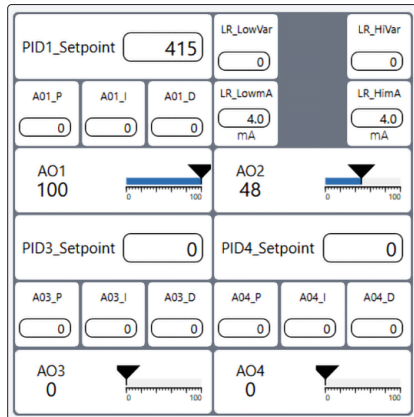 PID1_Setpoint 415
LR_LowVar
0
LR_HiVar
0
A01_P A01_I A01_D
0 0 0
LR_LowmA
4.0
mA
LR_HimA
4.0
mA
AO1
100
0 100
AO2
48
0 100
PID3_Setpoint 0
PID4_Setpoint 0
A03_P A03_I A03_D A04_P A04_I A04_D
0 0 0 0 0 0
AO3
0
0 100
AO4
0
0 100